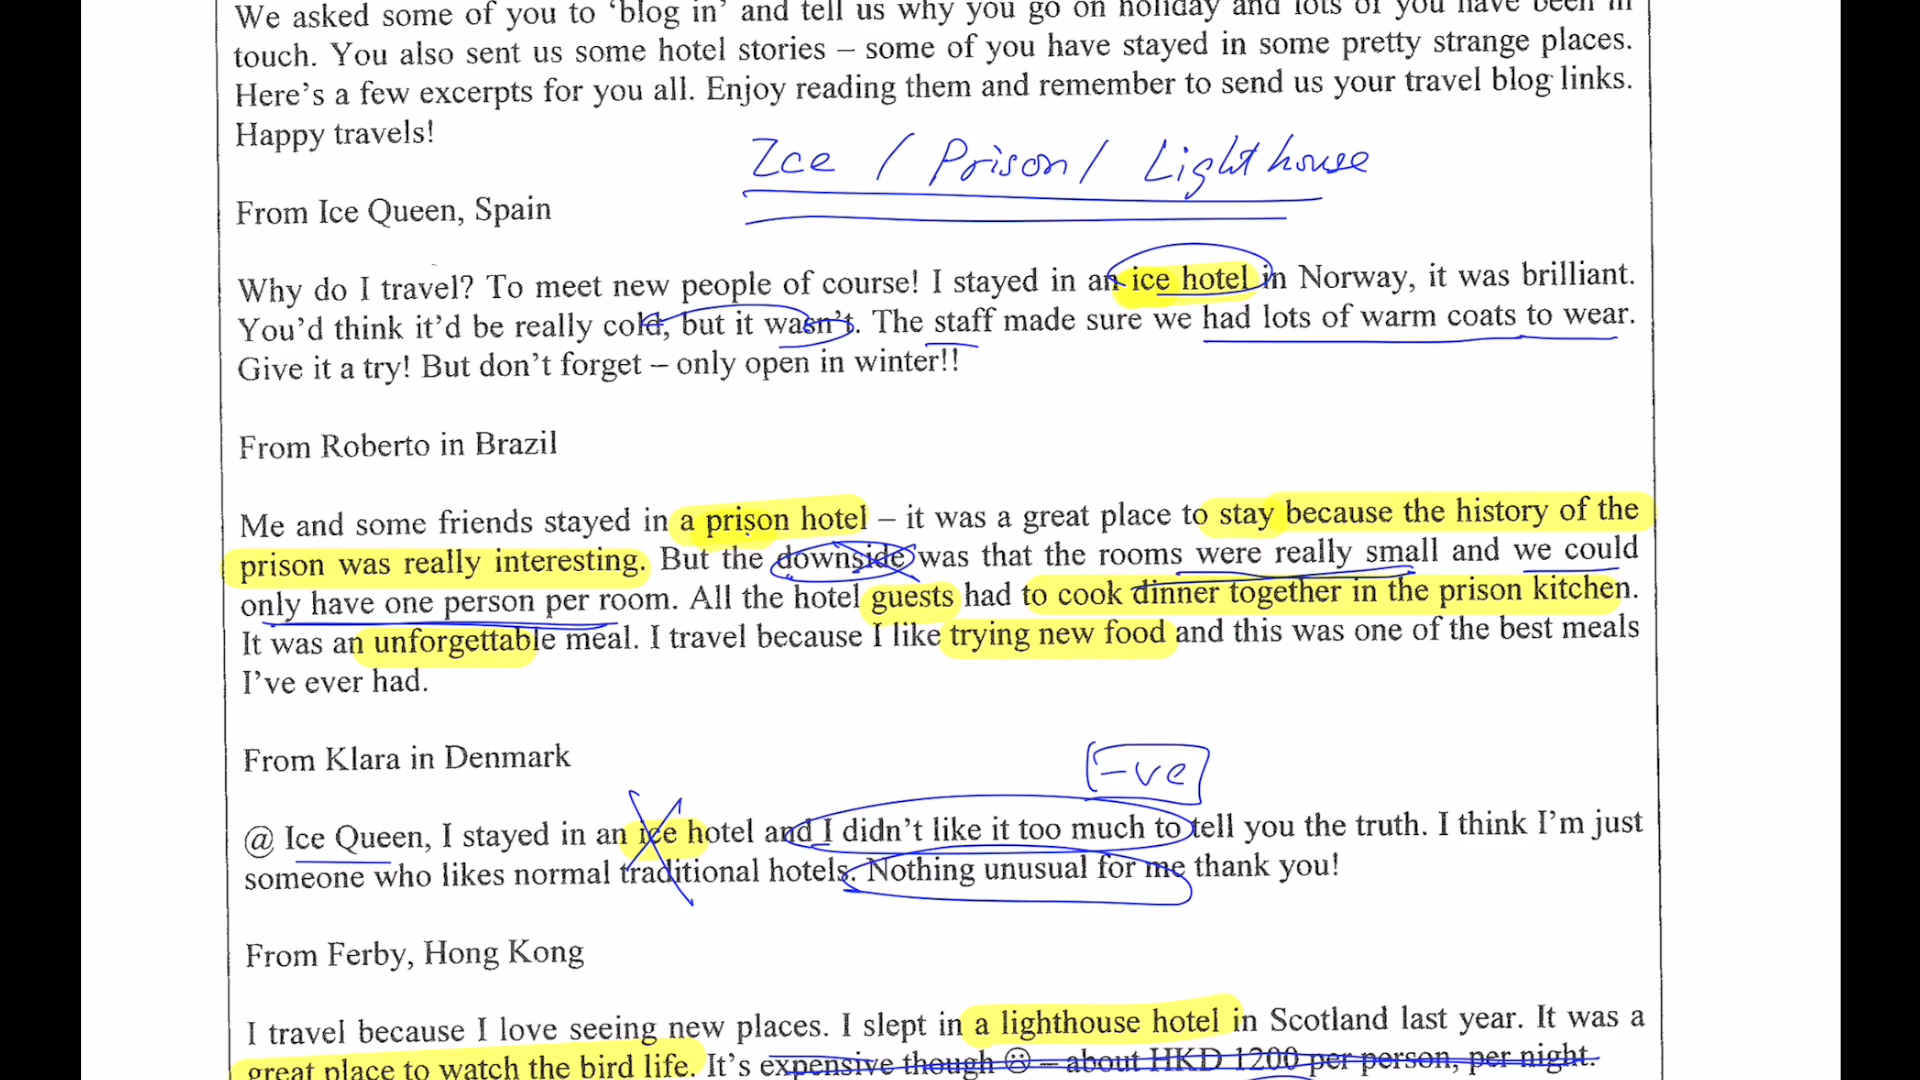 We asked some of you to ‘blog in’ and tell us why you go on holiday and lots of you have been in
touch. You also sent us some hotel stories – some of you have stayed in some pretty strange places.
Here’s a few excerpts for you all. Enjoy reading them and remember to send us your travel blog links.
Happy travels!
Ice / Prison / Lighthouse
From Ice Queen, Spain
Why do I travel? To meet new people of course! I stayed in an ice hotel in Norway, it was brilliant.
You’d think it’d be really cold, but it wasn’t. The staff made sure we had lots of warm coats to wear.
Give it a try! But don’t forget – only open in winter!!
From Roberto in Brazil
Me and some friends stayed in a prison hotel – it was a great place to stay because the history of the
prison was really interesting. But the downside was that the rooms were really small and we could
only have one person per room. All the hotel guests had to cook dinner together in the prison kitchen.
It was an unforgettable meal. I travel because I like trying new food and this was one of the best meals
I’ve ever had.
From Klara in Denmark
-ve
@ Ice Queen, I stayed in an ice hotel and I didn’t like it too much to tell you the truth. I think I’m just
someone who likes normal traditional hotels. Nothing unusual for me thank you!
From Ferby, Hong Kong
I travel because I love seeing new places. I slept in a lighthouse hotel in Scotland last year. It was a
great place to watch the bird life. It’s expensive though ☹ – about HKD 1200 per person, per night.